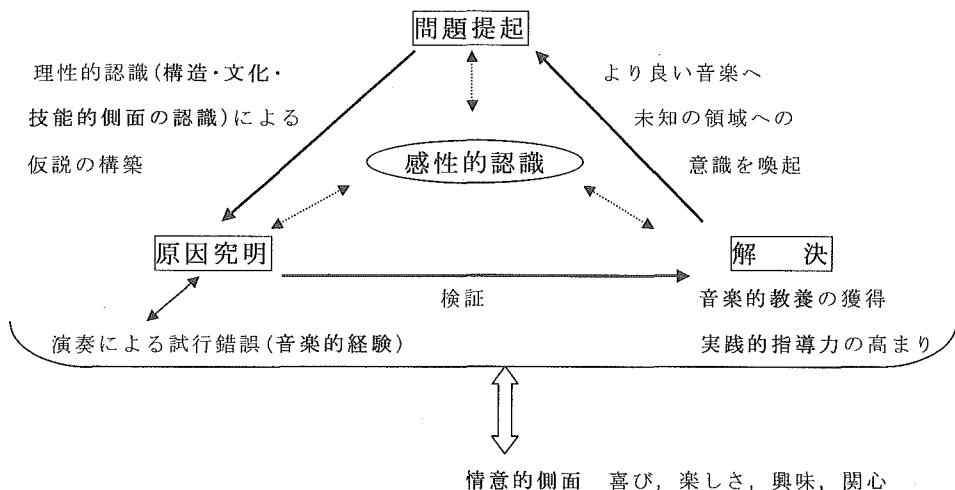 問題提起
理性的認識(構造・文化・
技能的側面の認識)による
仮説の構築
より良い音楽へ
未知の領域への
意識を喚起
感性的認識
原因究明
解 決
検証
音楽的教養の獲得
演奏による試行錯誤(音楽的経験)
実践的指導力の高まり
情意的側面 喜び, 楽しさ, 興味, 関心